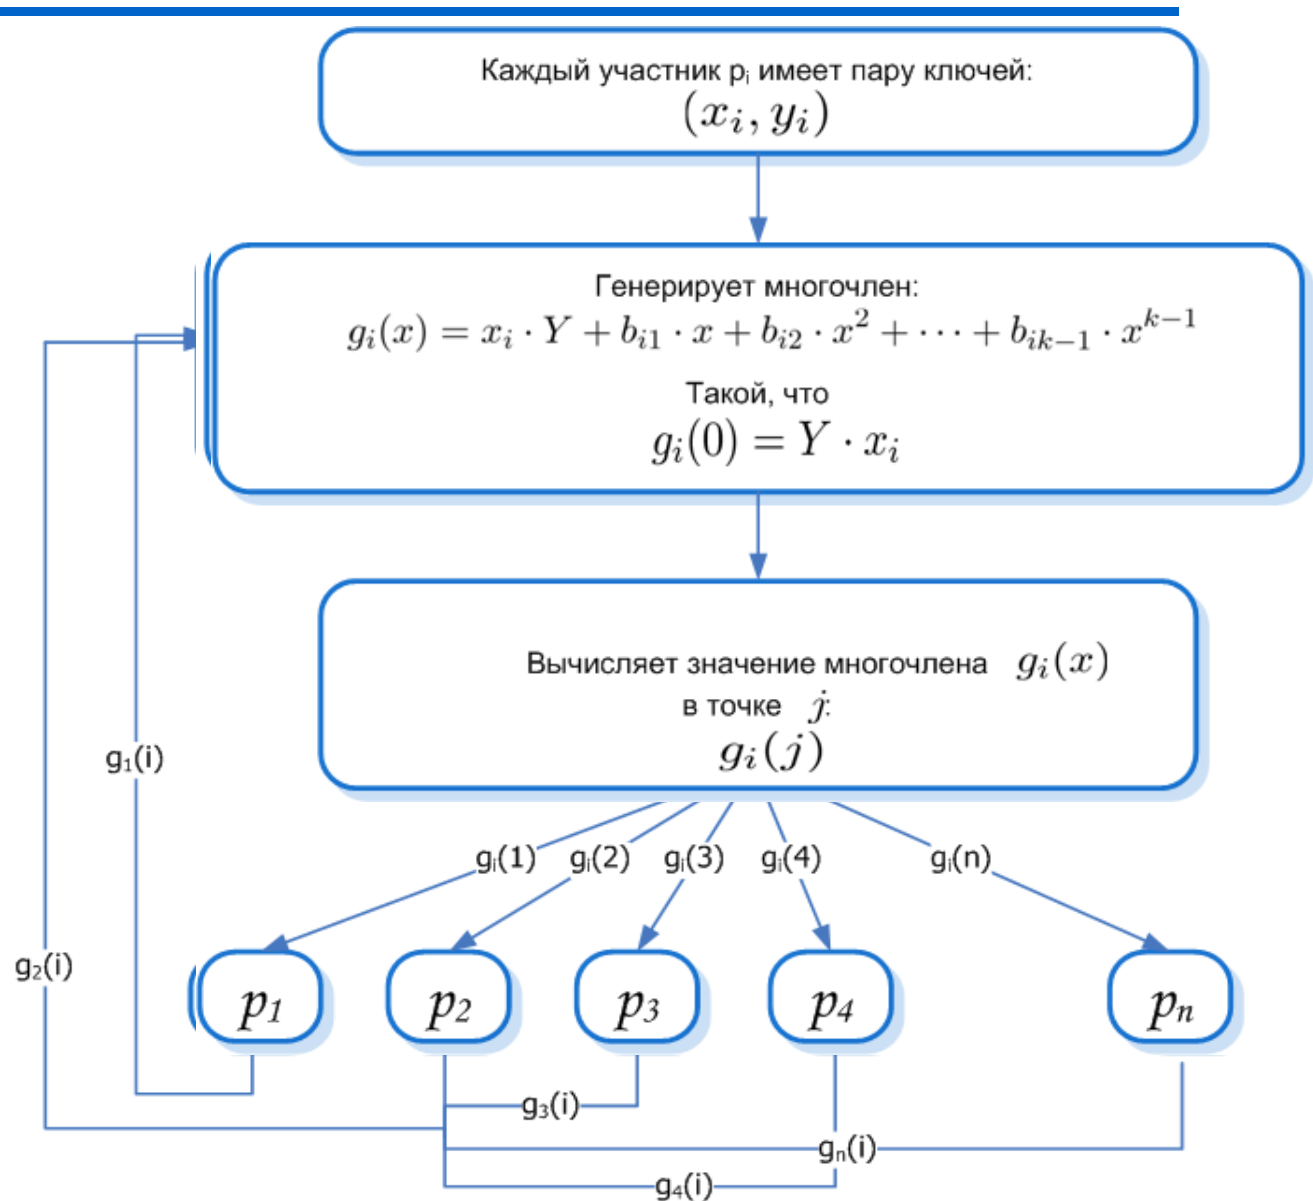 Каждый участник pᵢ имеет пару ключей:
(xᵢ, yᵢ)
Генерирует многочлен:
gᵢ(x) = xᵢ · Y + bᵢ₁ · x + bᵢ₂ · x² + ··· + bᵢₖ₋₁ · xᵏ⁻¹
Такой, что
gᵢ(0) = Y · xᵢ
Вычисляет значение многочлена gᵢ(x)
в точке j:
gᵢ(j)
g₁(i)
gᵢ(1) gᵢ(2) gᵢ(3) gᵢ(4) gᵢ(n)
g₂(i)
p₁ p₂ p₃ p₄ pₙ
g₃(i)
gₙ(i)
g₄(i)